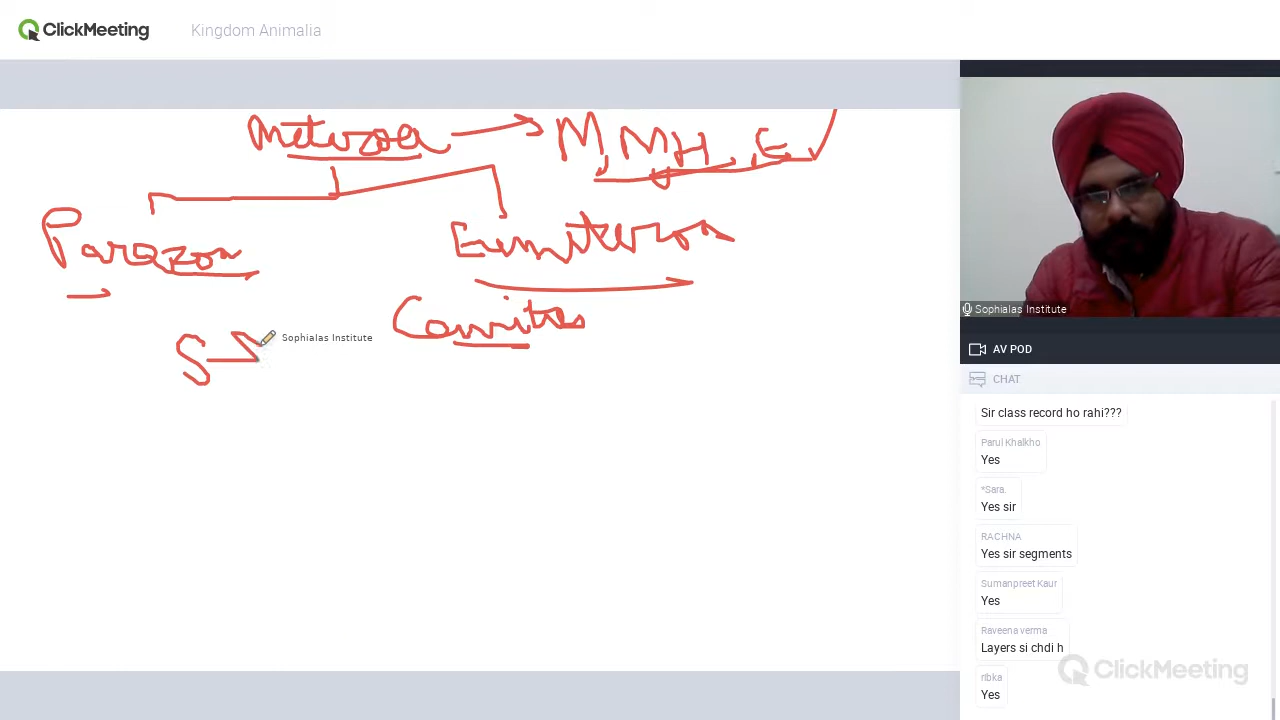 ClickMeeting Kingdom Animalia
Metazoa → M, M H, E
Parazoa
Sophialas Institute
Sophialas Institute
AV POD
CHAT
Sir class record ho rahi???
Parul Khalkho
Yes
*Sara.
Yes sir
RACHNA
Yes sir segments
Sumanpreet Kaur
Yes
Raveena verma
Layers si chdi h
ribka
Yes
ClickMeeting